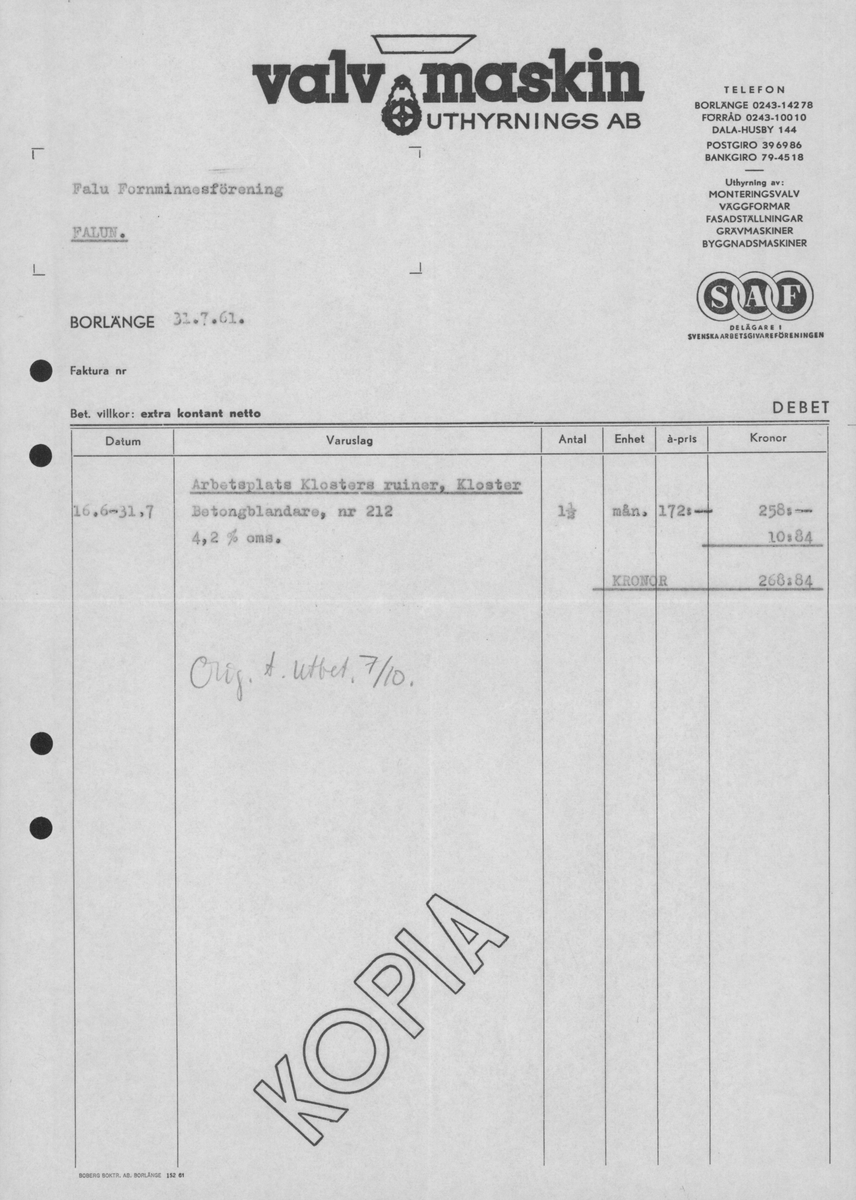 valv maskin
UTHYRNINGS AB
TELEFON
BORLÄNGE 0243-14278
FÖRRÅD 0243-10010
DALA-HUSBY 144
POSTGIRO 396986
BANKGIRO 79-4518
Uthyrning av:
MONTERINGSVALV
VÄGGFORMAR
FASADSTÄLLNINGAR
GRÄVMASKINER
BYGGNADSMASKINER
SAF
DELÄGARE I
SVENSKA ARBETSGIVAREFÖRENINGEN
Falu Fornminnesförening
FALUN.
BORLÄNGE 31.7.61.
Faktura nr
Bet. villkor: extra kontant netto
DEBET
Datum Varuslag Antal Enhet à-pris Kronor
Arbetsplats Klosters ruiner, Kloster
16.6-31,7 Betongblandare, nr 212 1½ mån. 172:— 258:—
4,2 % oms. 10:84
KRONOR 268:84
Orig. t. utbet. 7/10.
KOPIA
BOBERG BOKTR. AB. BORLÄNGE 152 61